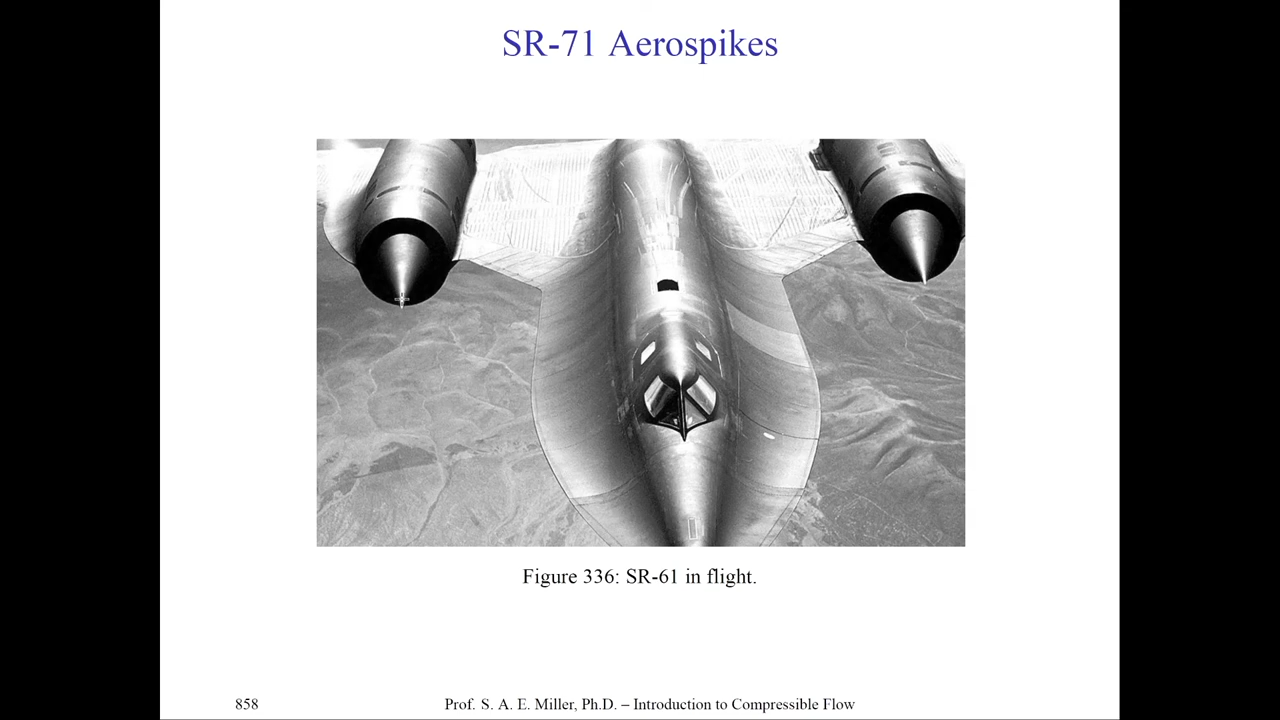 SR-71 Aerospikes
Figure 336: SR-61 in flight.
858
Prof. S. A. E. Miller, Ph.D. – Introduction to Compressible Flow